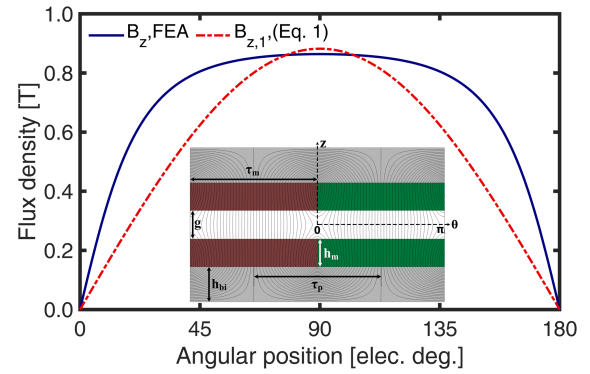 1.0
B_z,FEA B_z,1,(Eq. 1)
0.8
0.6
0.4
0.2
0.0
Flux density [T]
z
τ_m
g
0 π θ
h_m
h_bi
τ_p
0 45 90 135 180
Angular position [elec. deg.]